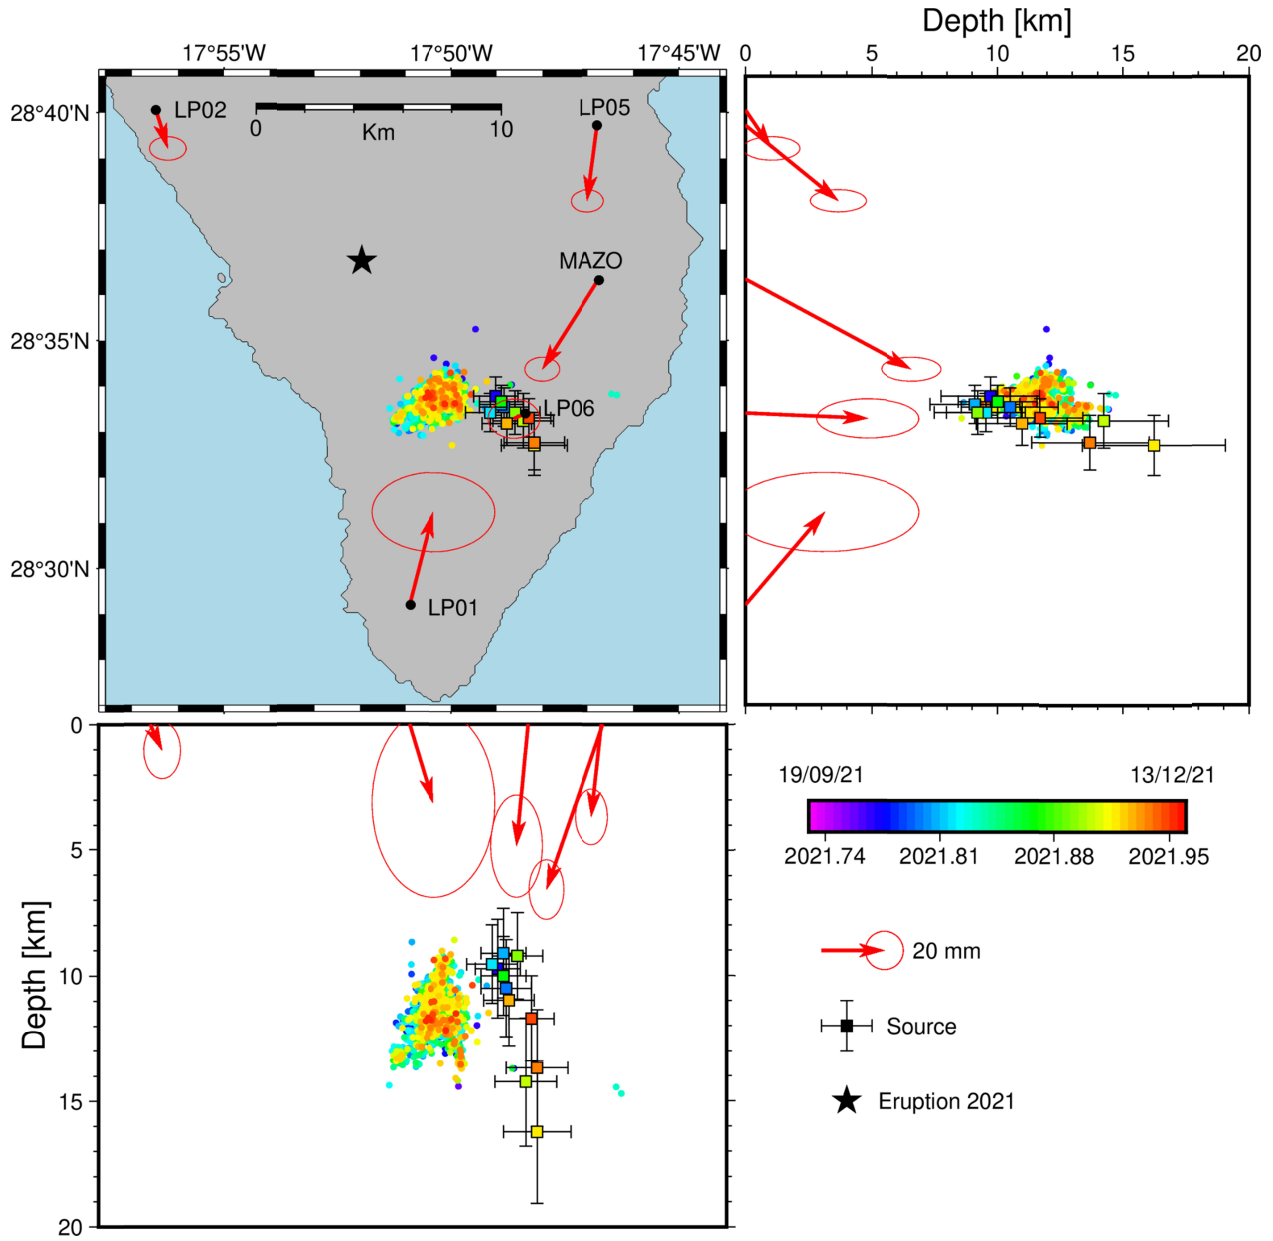 Depth [km]
17°55'W 17°50'W 17°45'W
0 5 10 15 20
28°40'N
28°35'N
28°30'N
LP02
0 Km 10
LP05
MAZO
LP06
LP01
0
5
10
15
20
Depth [km]
19/09/21 13/12/21
2021.74 2021.81 2021.88 2021.95
20 mm
Source
Eruption 2021